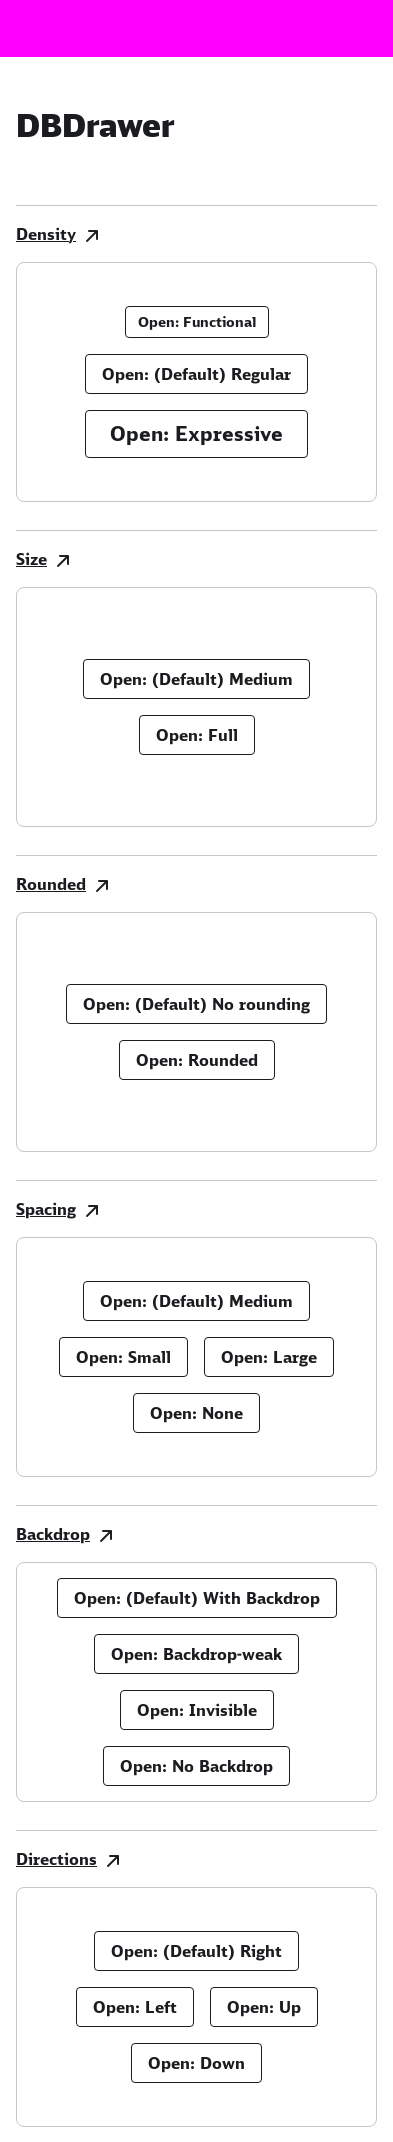 DBDrawer
Density
Open: Functional
Open: (Default) Regular
Open: Expressive
Size
Open: (Default) Medium
Open: Full
Rounded
Open: (Default) No rounding
Open: Rounded
Spacing
Open: (Default) Medium
Open: Small Open: Large
Open: None
Backdrop
Open: (Default) With Backdrop
Open: Backdrop-weak
Open: Invisible
Open: No Backdrop
Directions
Open: (Default) Right
Open: Left Open: Up
Open: Down